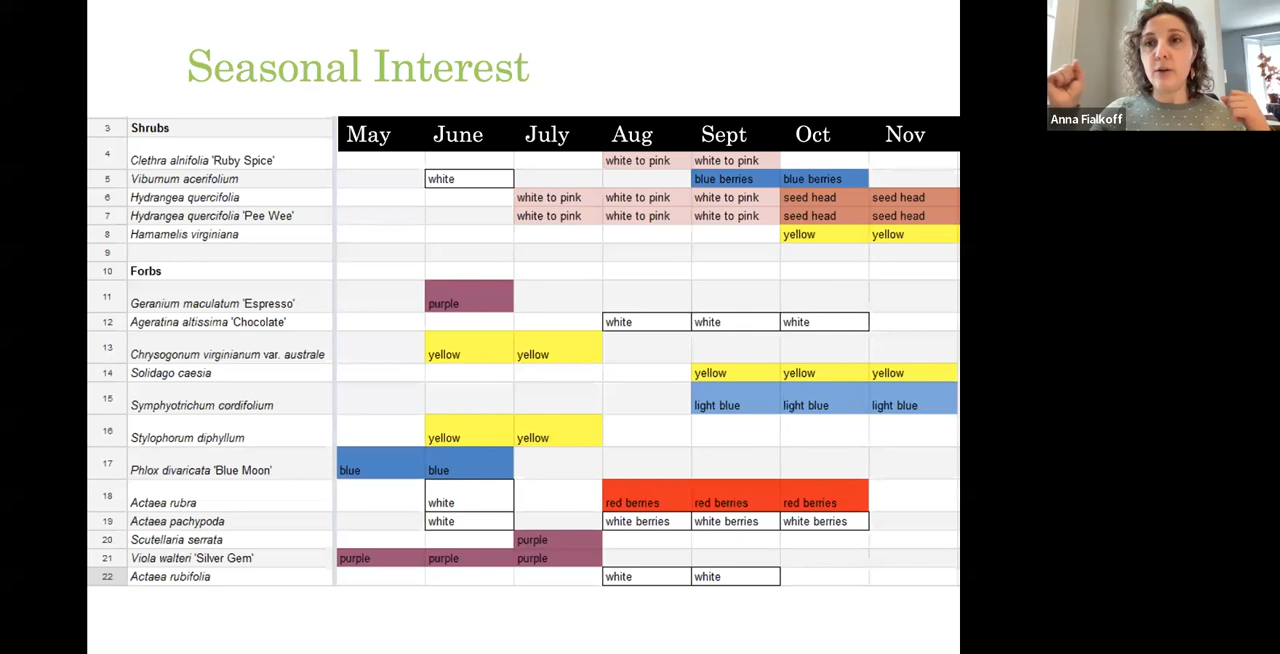 Seasonal Interest
Anna Fialkoff
3 Shrubs May June July Aug Sept Oct Nov
4 Clethra alnifolia 'Ruby Spice' white to pink white to pink
5 Viburnum acerifolium white blue berries blue berries
6 Hydrangea quercifolia white to pink white to pink white to pink seed head seed head
7 Hydrangea quercifolia 'Pee Wee' white to pink white to pink white to pink seed head seed head
8 Hamamelis virginiana yellow yellow
9
10 Forbs
11 Geranium maculatum 'Espresso' purple
12 Ageratina altissima 'Chocolate' white white white
13 Chrysogonum virginianum var. australe yellow yellow
14 Solidago caesia yellow yellow yellow
15 Symphyotrichum cordifolium light blue light blue light blue
16 Stylophorum diphyllum yellow yellow
17 Phlox divaricata 'Blue Moon' blue blue
18 Actaea rubra white red berries red berries red berries
19 Actaea pachypoda white white berries white berries white berries
20 Scutellaria serrata purple
21 Viola walteri 'Silver Gem' purple purple purple
22 Actaea rubifolia white white